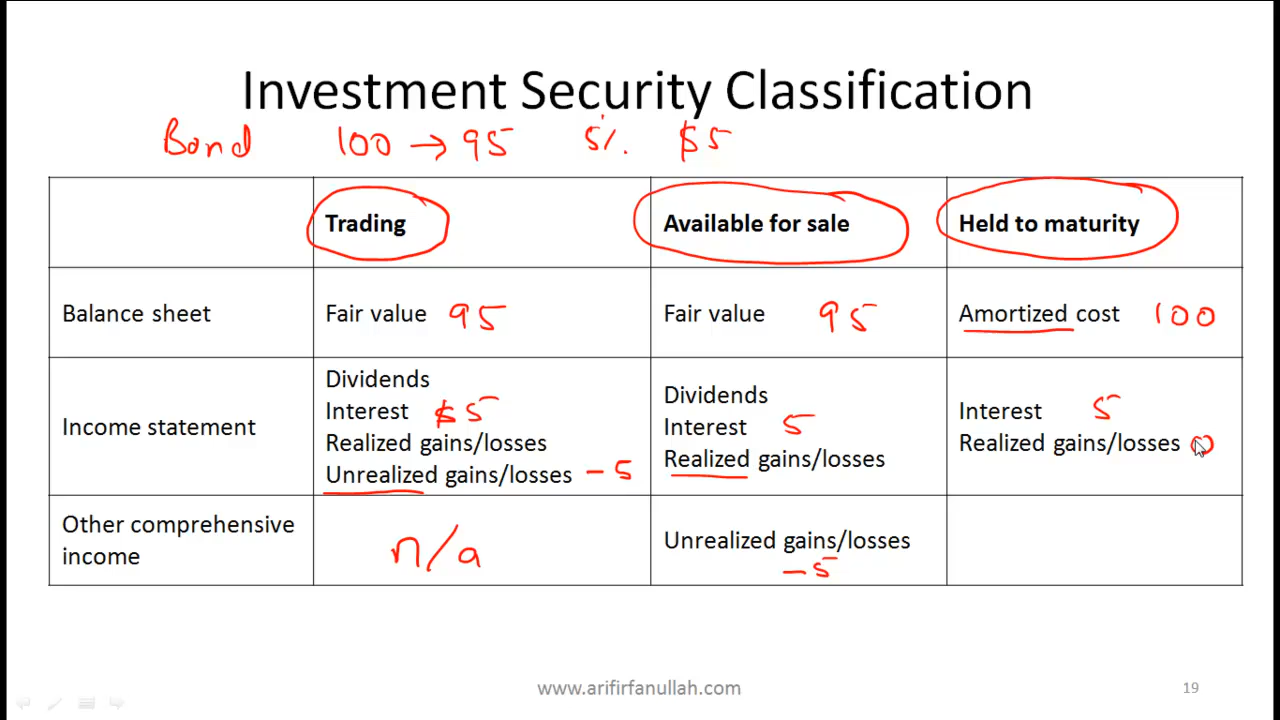 Investment Security Classification
Bond 100 → 95 5% $5
Trading Available for sale Held to maturity
Balance sheet Fair value 95 Fair value 95 Amortized cost 100
Income statement
Dividends
Interest $5
Realized gains/losses
Unrealized gains/losses -5
Dividends
Interest 5
Realized gains/losses
Interest 5
Realized gains/losses 0
Other comprehensive
income
n/a
Unrealized gains/losses
-5
www.arifirfanullah.com 19